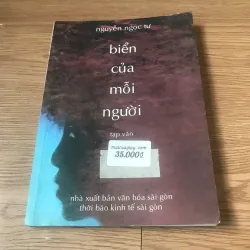 nguyễn ngọc tư
biển
của
mỗi
người
tạp văn
35.000₫
nhà xuất bản văn hóa sài gòn
thời báo kinh tế sài gòn